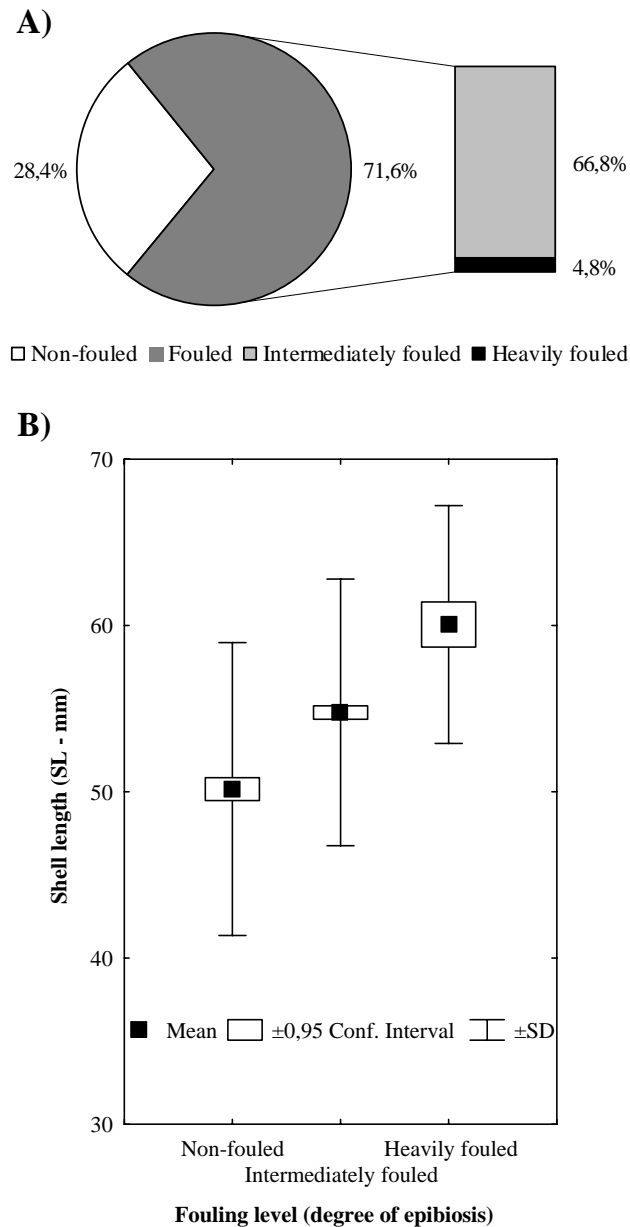 A)
28,4%
71,6%
66,8%
4,8%
Non-fouled Fouled Intermediately fouled Heavily fouled
B)
70
60
50
40
30
Shell length (SL - mm)
Mean ±0,95 Conf. Interval ±SD
Non-fouled Heavily fouled
Intermediately fouled
Fouling level (degree of epibiosis)